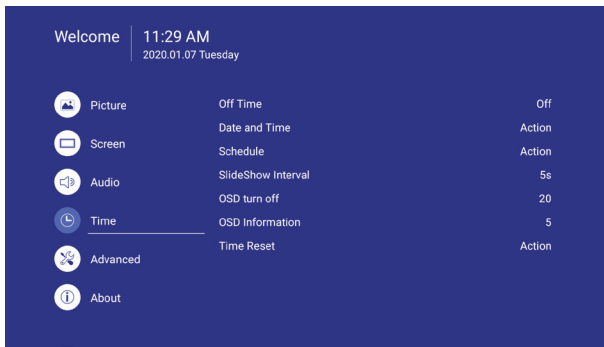 Welcome
11:29 AM
2020.01.07 Tuesday
Picture
Screen
Audio
Time
Advanced
About
Off Time Off
Date and Time Action
Schedule Action
SlideShow Interval 5s
OSD turn off 20
OSD Information 5
Time Reset Action